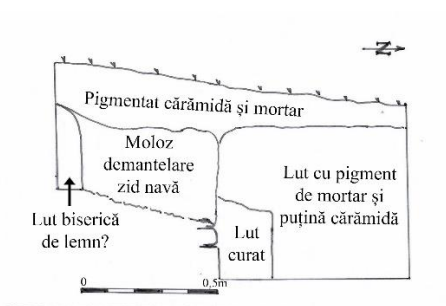 N
Pigmentat cărămidă și mortar
Moloz
demantelare
zid navă
Lut cu pigment
de mortar și
puțină cărămidă
Lut biserică
de lemn?
Lut
curat
0
0,5m